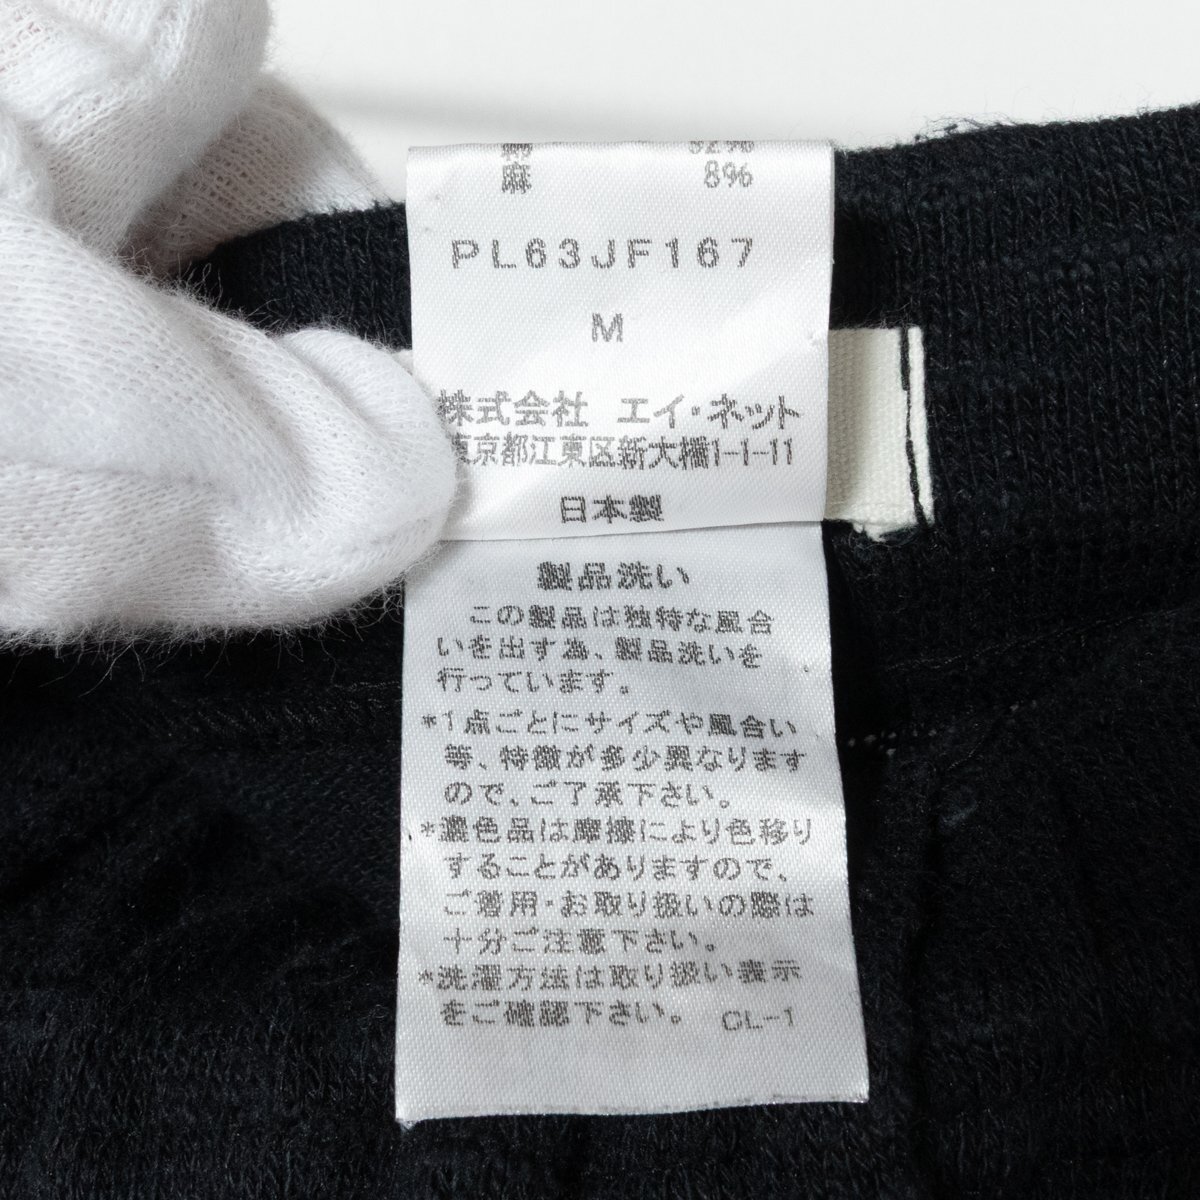 麻 8%
PL63JF167
M
株式会社 エイ・ネット
東京都江東区新大橋1-1-11
日本製
製品洗い
この製品は独特な風合
いを出す為、製品洗いを
行っています。
*1点ごとにサイズや風合い
等、特徴が多少異なります
ので、ご了承下さい。
*濃色品は摩擦により色移り
することがありますので、
ご着用・お取り扱いの際は
十分ご注意下さい。
*洗濯方法は取り扱い表示
をご確認下さい。 CL-1